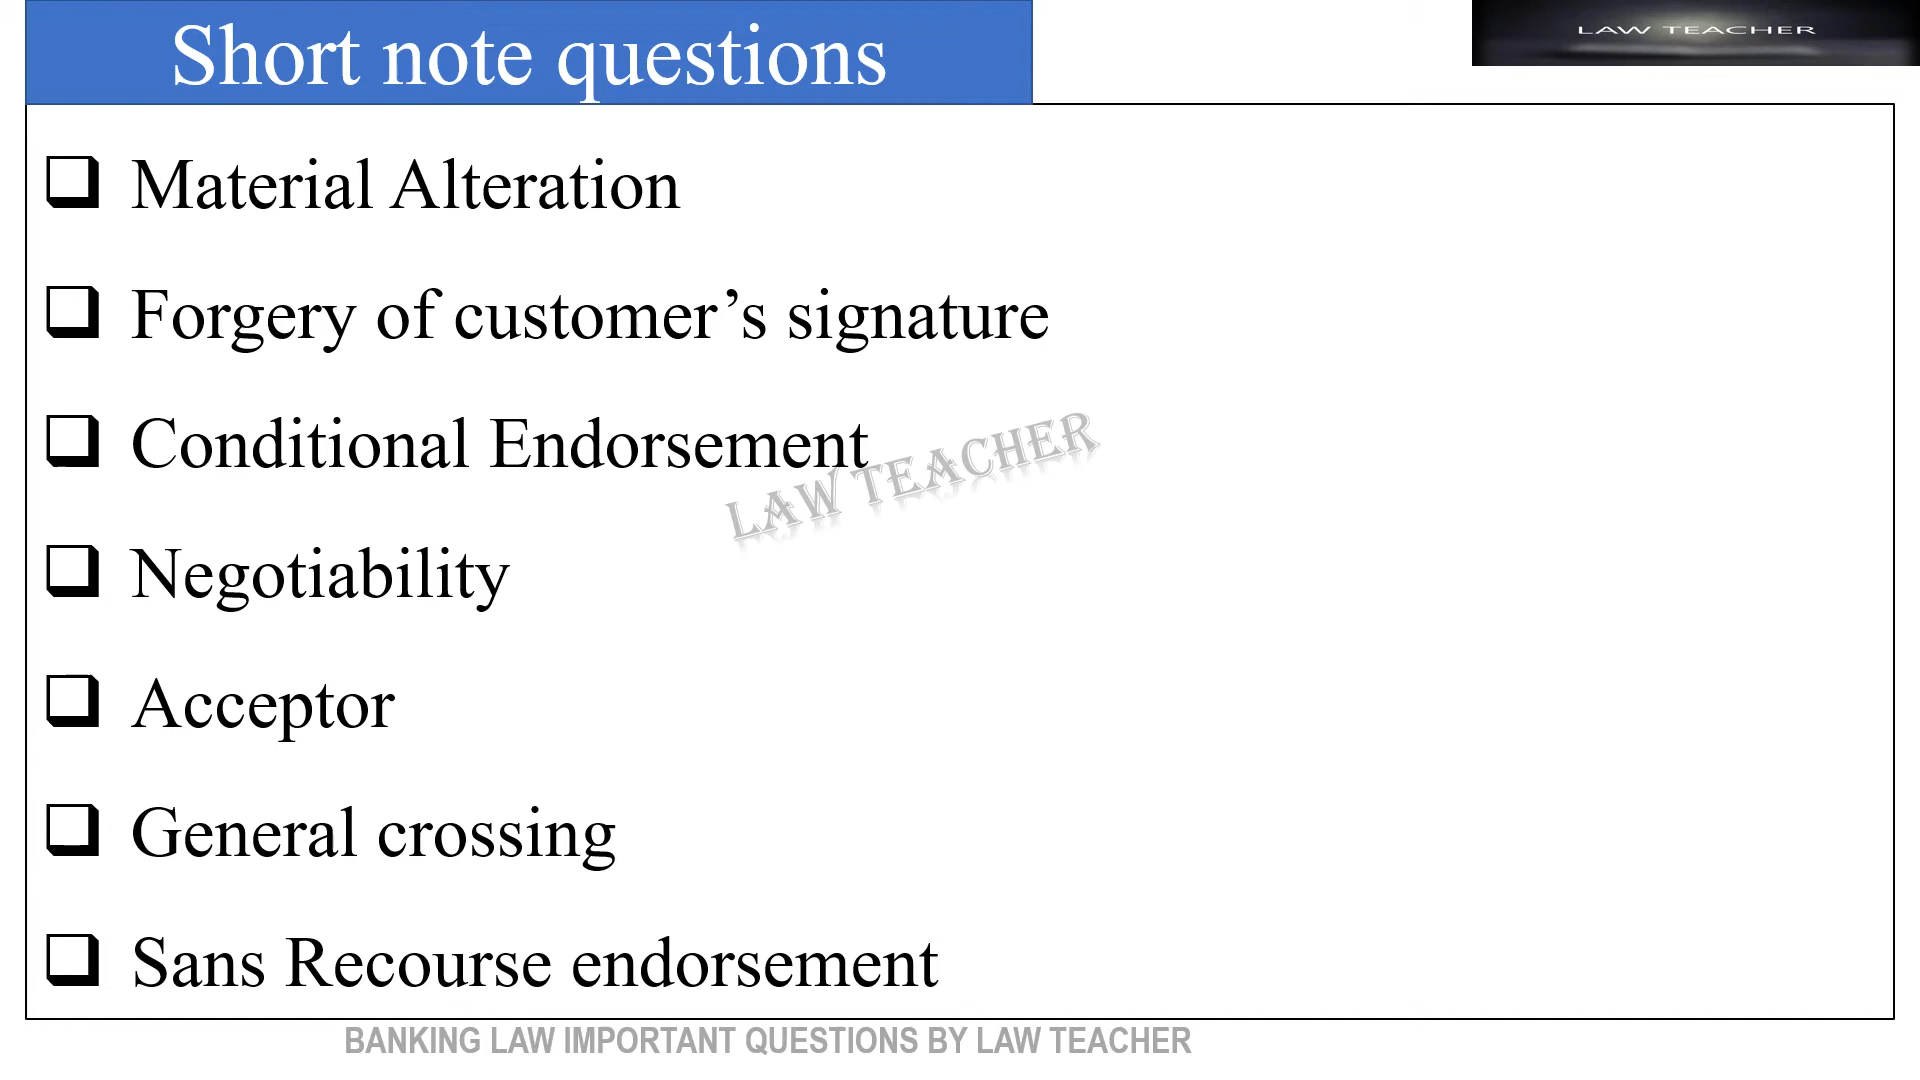 Short note questions
LAW TEACHER
Material Alteration
Forgery of customer’s signature
Conditional Endorsement
LAW TEACHER
Negotiability
Acceptor
General crossing
Sans Recourse endorsement
BANKING LAW IMPORTANT QUESTIONS BY LAW TEACHER